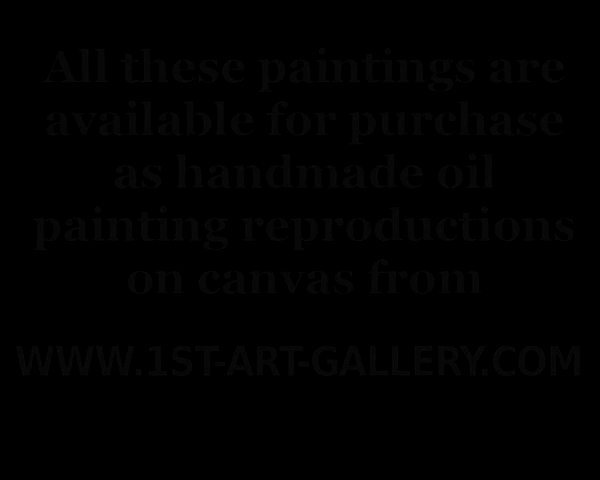 All these paintings are
available for purchase
as handmade oil
painting reproductions
on canvas from
WWW.1ST-ART-GALLERY.COM